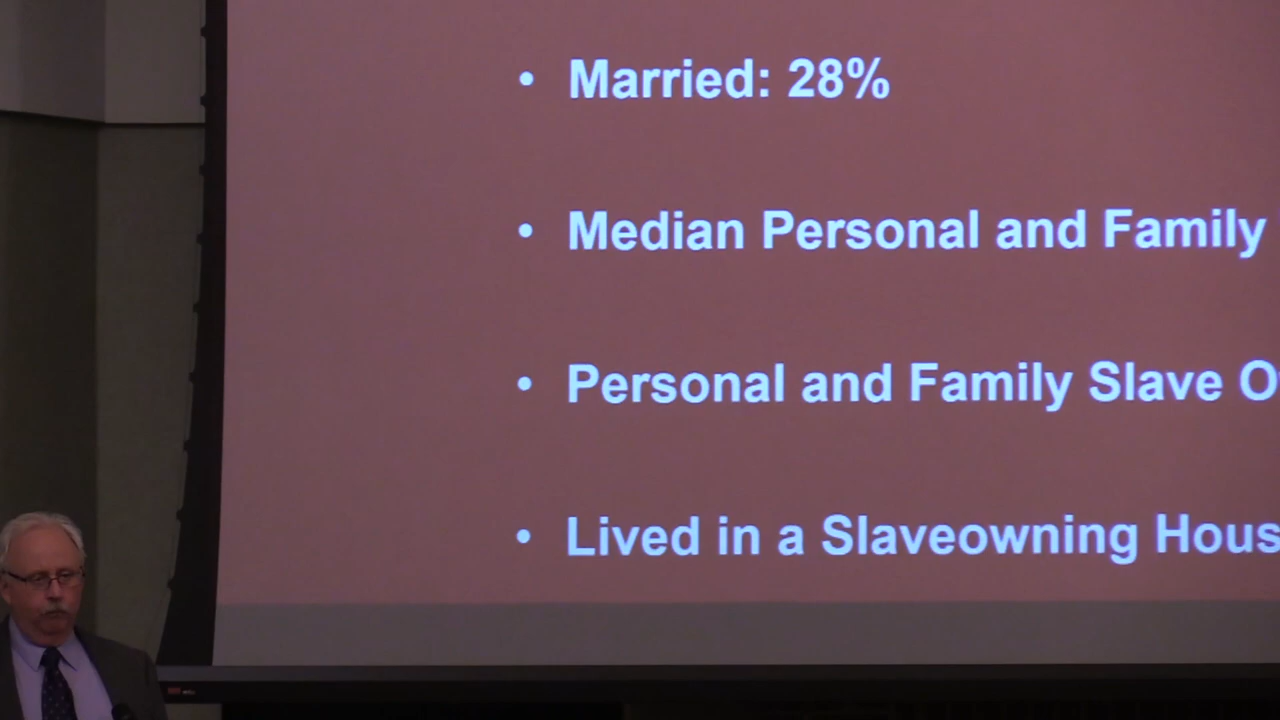 • Married: 28%
• Median Personal and Family
• Personal and Family Slave
• Lived in a Slaveowning